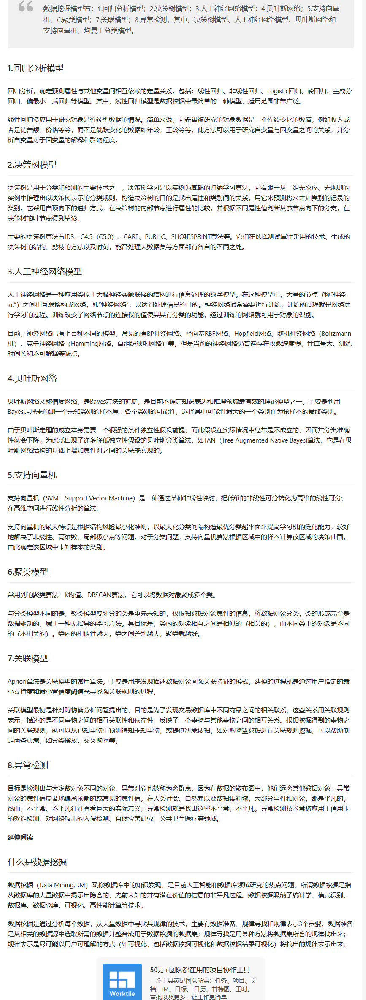 数据挖掘模型有：1.回归分析模型；2.决策树模型；3.人工神经网络模型；4.贝叶斯网络；5.支持向量
机；6.聚类模型；7.关联模型；8.异常检测。其中，决策树模型、人工神经网络模型、贝叶斯网络和
支持向量机，均属于分类模型。
1.回归分析模型
回归分析，确定预测属性与其他变量间相互依赖的定量关系。包括：线性回归、非线性回归、Logistic回归、岭回归、主成分
回归、偏最小二乘回归等模型。其中，线性回归模型是数据挖掘中最简单的一种模型，适用范围非常广泛。
线性回归多应用于研究对象是连续型数据的情况。简单来说，它希望被研究的对象数据是一个连续变化的数值，例如收入或
者是销售额，价格等等，而不是跳跃变化的数据如年龄，工龄等等。此方法可以用于研究自变量与因变量之间的关系，并分
析自变量对于因变量的解释和影响程度。
2.决策树模型
决策树是用于分类和预测的主要技术之一，决策树学习是以实例为基础的归纳学习算法，它着眼于从一组无次序、无规则的
实例中推理出以决策树表示的分类规则。构造决策树的目的是找出属性和类别间的关系，用它来预测将来未知类别的记录的
类别。它采用自顶向下的递归方式，在决策树的内部节点进行属性的比较，并根据不同属性值判断从该节点向下的分支，在
决策树的叶节点得到结论。
主要的决策树算法有ID3、C4.5（C5.0）、CART、PUBLIC、SLIQ和SPRINT算法等。它们在选择测试属性采用的技术、生成的
决策树的结构、剪枝的方法以及时刻，能否处理大数据集等方面都有各自的不同之处。
3.人工神经网络模型
人工神经网络是一种应用类似于大脑神经突触联接的结构进行信息处理的数学模型。在这种模型中，大量的节点（称”神经
元”）之间相互联接构成网络，即”神经网络”，以达到处理信息的目的。神经网络通常需要进行训练，训练的过程就是网络进
行学习的过程。训练改变了网络节点的连接权的值使其具有分类的功能，经过训练的网络就可用于对象的识别。
目前，神经网络已有上百种不同的模型，常见的有BP神经网络、径向基RBF网络、Hopfield网络、随机神经网络（Boltzmann
机）、竞争神经网络（Hamming网络，自组织映射网络）等。但是当前的神经网络仍普遍存在收敛速度慢、计算量大、训练
时间长和不可解释等缺点。
4.贝叶斯网络
贝叶斯网络又称信度网络，是Bayes方法的扩展，是目前不确定知识表达和推理领域最有效的理论模型之一。主要是利用
Bayes定理来预测一个未知类别的样本属于各个类别的可能性，选择其中可能性最大的一个类别作为该样本的最终类别。
由于贝叶斯定理的成立本身需要一个很强的条件独立性假设前提，而此假设在实际情况中经常是不成立的，因而其分类准确
性就会下降。为此就出现了许多降低独立性假设的贝叶斯分类算法，如TAN（Tree Augmented Native Bayes)算法，它是在贝
叶斯网络结构的基础上增加属性对之间的关联来实现的。
5.支持向量机
支持向量机（SVM，Support Vector Machine）是一种通过某种非线性映射，把低维的非线性可分转化为高维的线性可分，
在高维空间进行线性分析的算法。
支持向量机的最大特点是根据结构风险最小化准则，以最大化分类间隔构造最优分类超平面来提高学习机的泛化能力，较好
地解决了非线性、高维数、局部极小点等问题。对于分类问题，支持向量机算法根据区域中的样本计算该区域的决策曲面，
由此确定该区域中未知样本的类别。
6.聚类模型
常用到的聚类算法：K均值、DBSCAN算法。它可以将数据对象聚成多个类。
与分类模型不同的是，聚类模型要划分的类是事先未知的，仅根据数据对象属性的信息，将数据对象分类，类的形成完全是
数据驱动的，属于一种无指导的学习方法。其目标是，类内的对象相互之间是相似的（相关的），而不同类中的对象是不同
的（不相关的）。类内的相似性越大，类之间差别越大，聚类就越好。
7.关联模型
Apriori算法是关联模型的常用算法。主要是用来发现描述数据对象间强关联特征的模式。建模的过程就是通过用户指定的最
小支持度和最小置信度阈值来寻找强关联规则的过程。
关联模型最初是针对购物篮分析问题提出的，目的是为了发现交易数据库中不同商品之间的相关联系。这些关系用关联规则
表示，描述的是不同事物之间的相互关联性和依存性，反映了一个事物与其他事物之间的相互关系。根据挖掘得到的事物之
间的关联规则，就可以从已知事物中预测得知未知事物，或提供决策依据。如对购物篮数据进行关联规则挖掘，可以帮助制
定商务决策，如分类摆放、交叉购物等。
8.异常检测
目标是检测出与大多数对象不同的对象。异常对象也被称为离群点，因为在数据的散布图中，他们远离其他数据对象，异常
对象的属性值显著地偏离预期的或常见的属性值。在人类社会、自然界以及数据集领域，大部分事件和对象，都是平凡的。
然而，不平常、不平凡往往有着巨大的实际意义，异常检测就是找出这些不平常、不平凡。异常检测技术常被应用于信用卡
的欺诈检测、对网络攻击的入侵检测、自然灾害研究、公共卫生医疗等领域。
延伸阅读
什么是数据挖掘
数据挖掘（Data Mining,DM）又称数据库中的知识发现，是目前人工智能和数据库领域研究的热点问题，所谓数据挖掘是指
从数据库的大量数据中揭示出隐含的，先前未知的并有潜在价值的信息的非平凡过程。数据挖掘吸纳了统计学、模式识别、
数据库、数据仓库、可视化、高性能计算等技术。
数据挖掘是通过分析每个数据，从大量数据中寻找其规律的技术，主要有数据准备、规律寻找和规律表示3个步骤。数据准备
是从相关的数据源中选取所需的数据并整合成用于数据挖掘的数据集；规律寻找是用某种方法将数据集所含的规律找出来；
规律表示是尽可能以用户可理解的方式（如可视化，包括数据挖掘可视化和数据挖掘结果可视化）将找出的规律表示出来。
50万+团队都在用的项目协作工具
一个工具满足团队所需：任务、项目、文
档、IM、目标、 日历、甘特图、工时、
审批以及更多，让工作更简单
Worktile